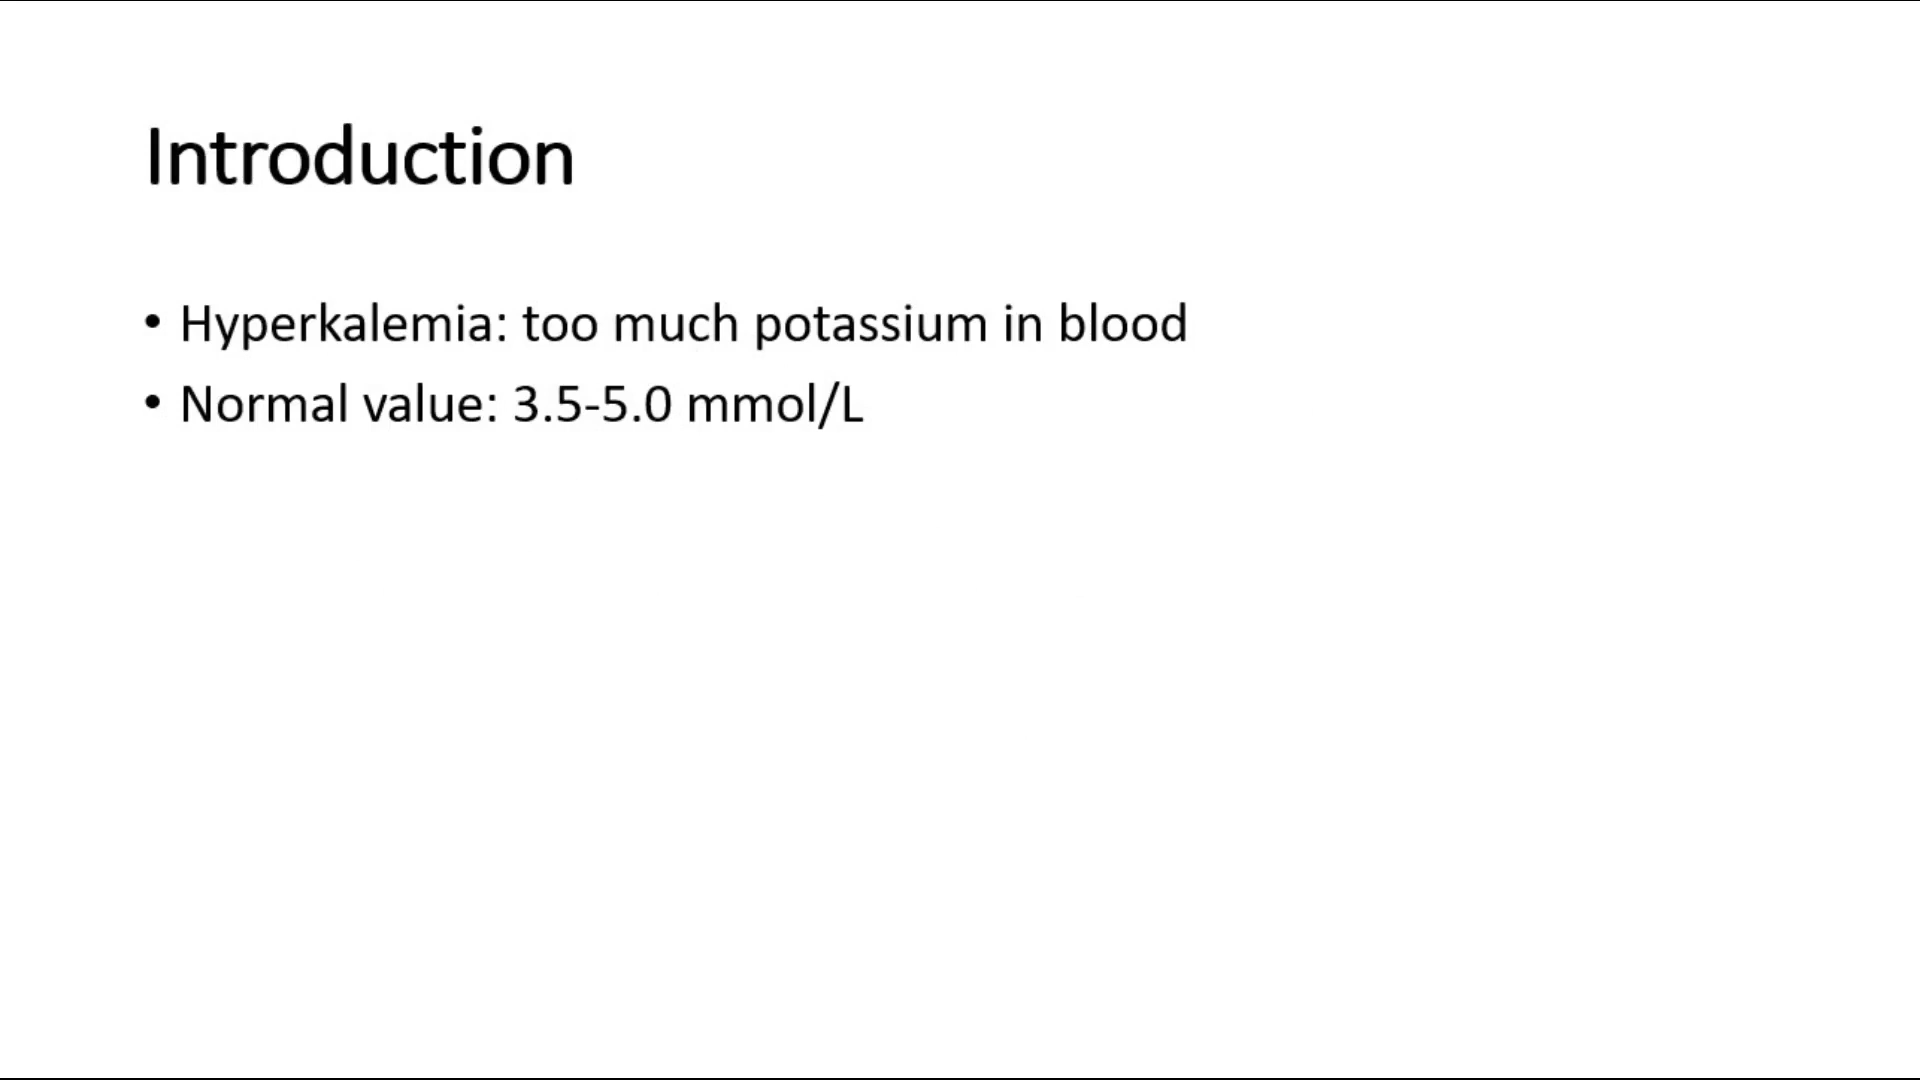 Introduction
• Hyperkalemia: too much potassium in blood
• Normal value: 3.5-5.0 mmol/L